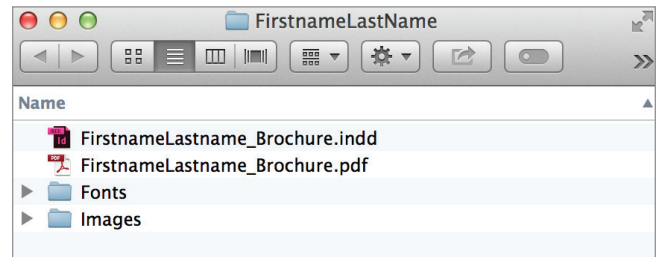 FirstnameLastName
Name
FirstnameLastname_Brochure.indd
FirstnameLastname_Brochure.pdf
Fonts
Images